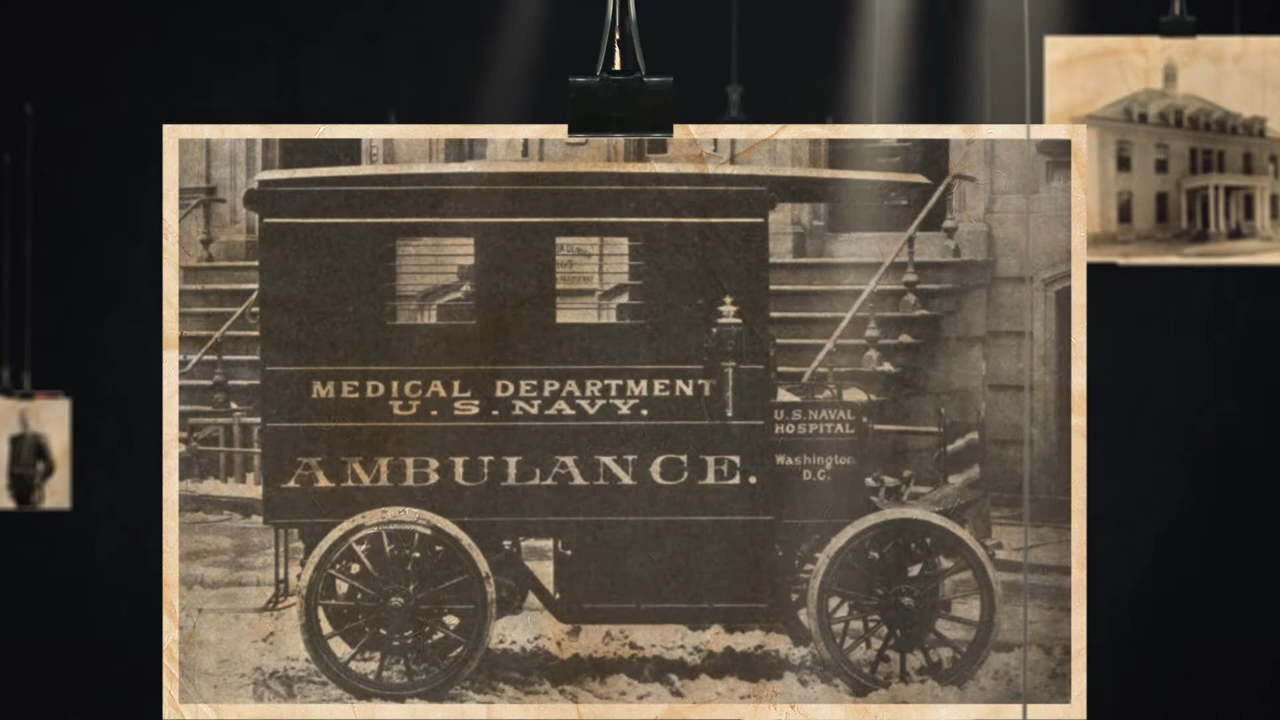 MEDICAL DEPARTMENT
U.S.NAVY.
AMBULANCE.
U.S.NAVAL
HOSPITAL
Washington
D.C.